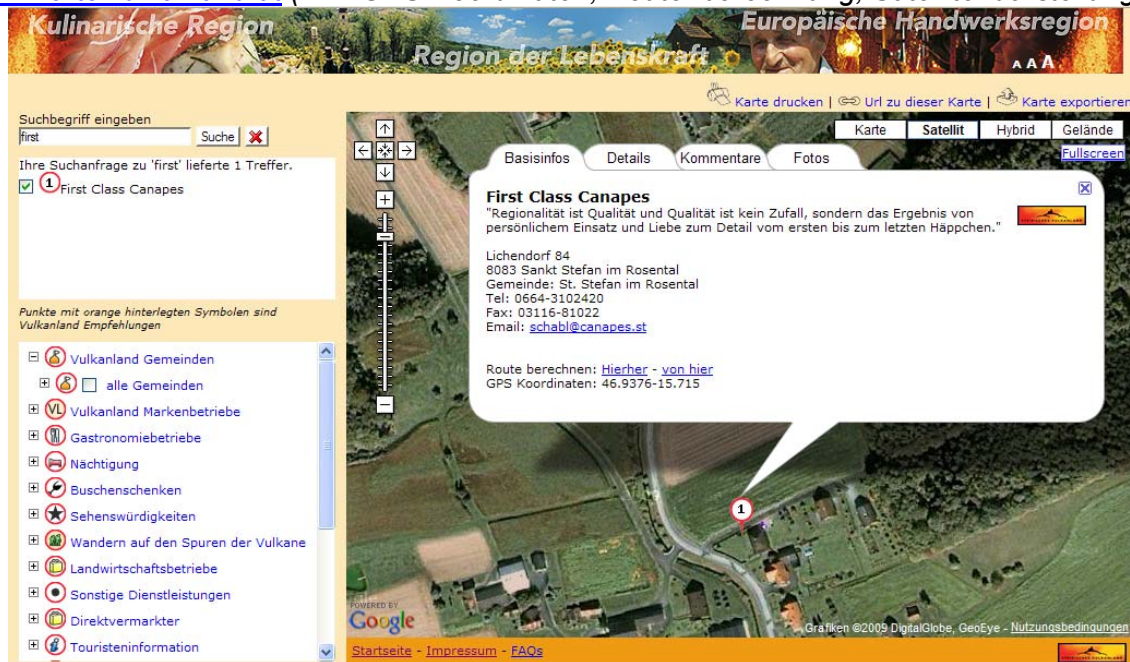 Kulinarische Region
Region der Lebenskraft
Europäische Handwerksregion
A A A
Karte drucken | Url zu dieser Karte | Karte exportieren
Suchbegriff eingeben
first Suche
Ihre Suchanfrage zu 'first' lieferte 1 Treffer.
1 First Class Canapes
Punkte mit orange hinterlegten Symbolen sind
Vulkanland Empfehlungen
Vulkanland Gemeinden
alle Gemeinden
VL Vulkanland Markenbetriebe
Gastronomiebetriebe
Nächtigung
Buschenschenken
Sehenswürdigkeiten
Wandern auf den Spuren der Vulkane
Landwirtschaftsbetriebe
Sonstige Dienstleistungen
Direktvermarkter
i Touristeninformation
Karte Satellit Hybrid Gelände
Fullscreen
Basisinfos Details Kommentare Fotos
First Class Canapes
"Regionalität ist Qualität und Qualität ist kein Zufall, sondern das Ergebnis von
persönlichem Einsatz und Liebe zum Detail vom ersten bis zum letzten Häppchen."
Lichendorf 84
8083 Sankt Stefan im Rosental
Gemeinde: St. Stefan im Rosental
Tel: 0664-3102420
Fax: 03116-81022
Email: schabl@canapes.st
Route berechnen: Hierher - von hier
GPS Koordinaten: 46.9376-15.715
1
POWERED BY
Google
Grafiken ©2009 DigitalGlobe, GeoEye - Nutzungsbedingungen
Startseite - Impressum - FAQs